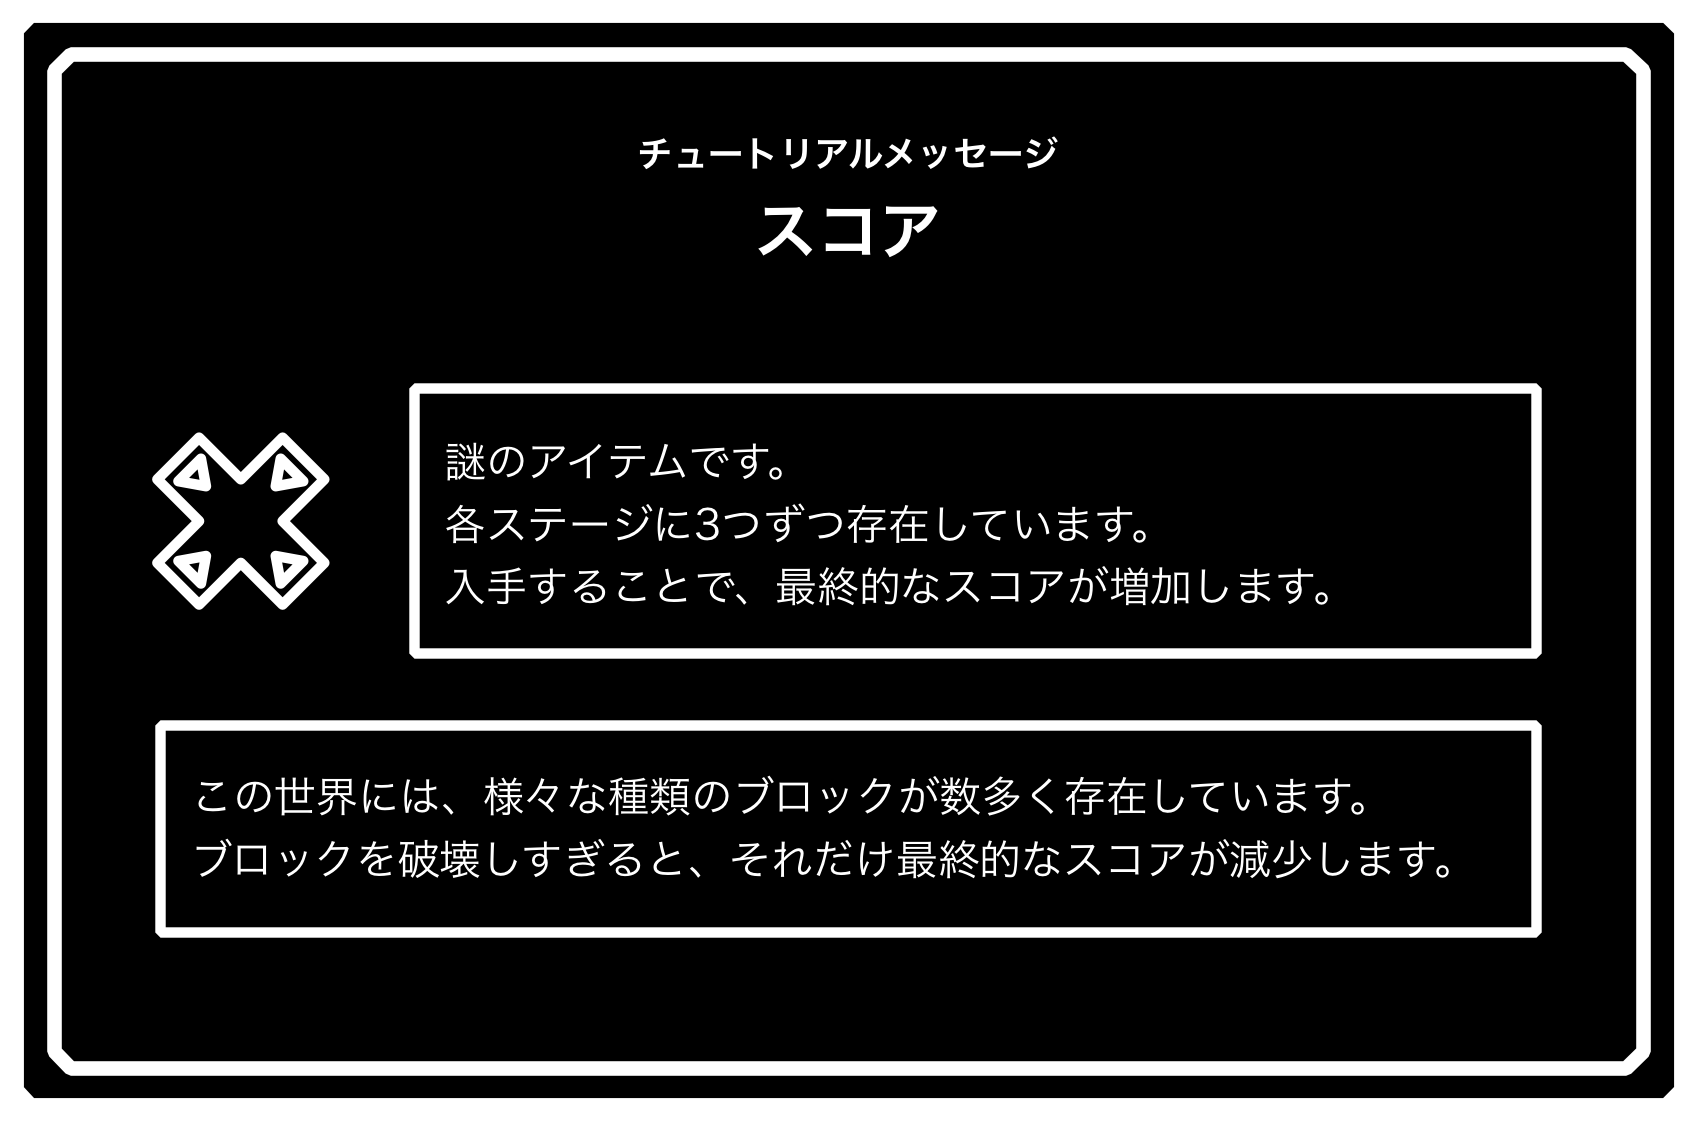 チュートリアルメッセージ
スコア
謎のアイテムです。
各ステージに3つずつ存在しています。
入手することで、最終的なスコアが増加します。
この世界には、様々な種類のブロックが数多く存在しています。
ブロックを破壊しすぎると、それだけ最終的なスコアが減少します。